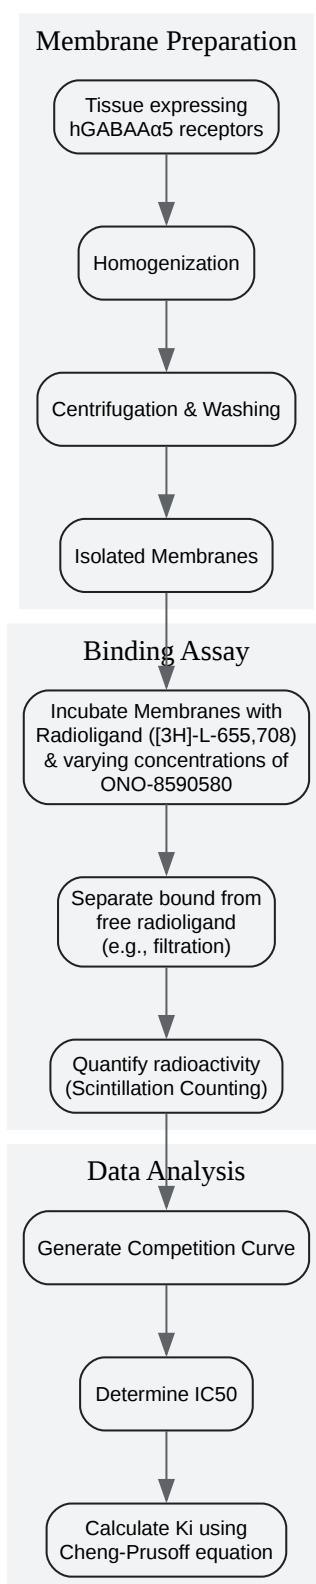 Membrane Preparation
Tissue expressing
hGABAAα5 receptors
Homogenization
Centrifugation & Washing
Isolated Membranes
Binding Assay
Incubate Membranes with
Radioligand ([3H]-L-655,708)
& varying concentrations of
ONO-8590580
Separate bound from
free radioligand
(e.g., filtration)
Quantify radioactivity
(Scintillation Counting)
Data Analysis
Generate Competition Curve
Determine IC50
Calculate Ki using
Cheng-Prusoff equation